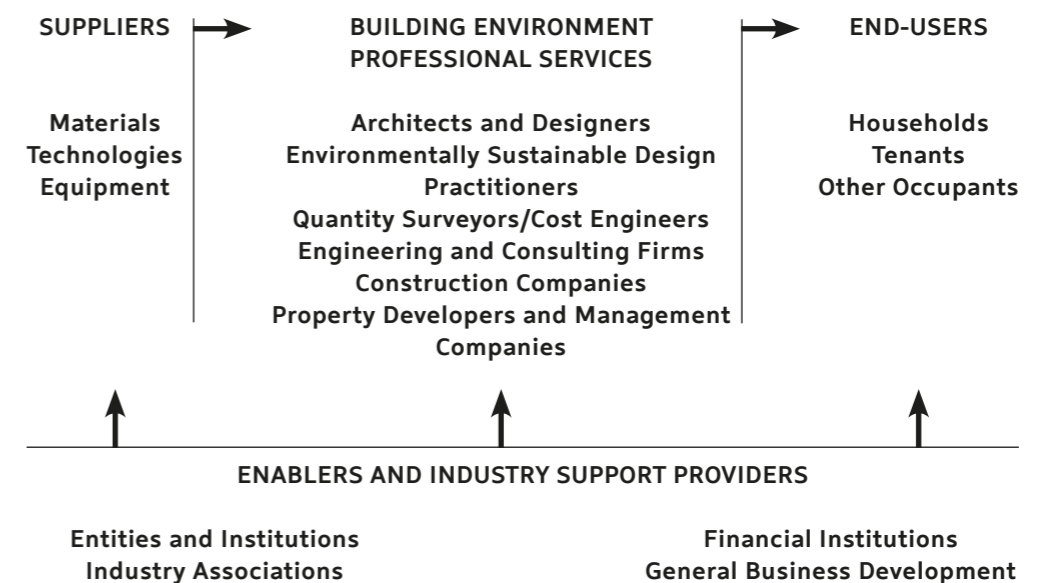 SUPPLIERS
Materials
Technologies
Equipment
BUILDING ENVIRONMENT
PROFESSIONAL SERVICES
Architects and Designers
Environmentally Sustainable Design
Practitioners
Quantity Surveyors/Cost Engineers
Engineering and Consulting Firms
Construction Companies
Property Developers and Management
Companies
END-USERS
Households
Tenants
Other Occupants
ENABLERS AND INDUSTRY SUPPORT PROVIDERS
Entities and Institutions
Industry Associations
Financial Institutions
General Business Development